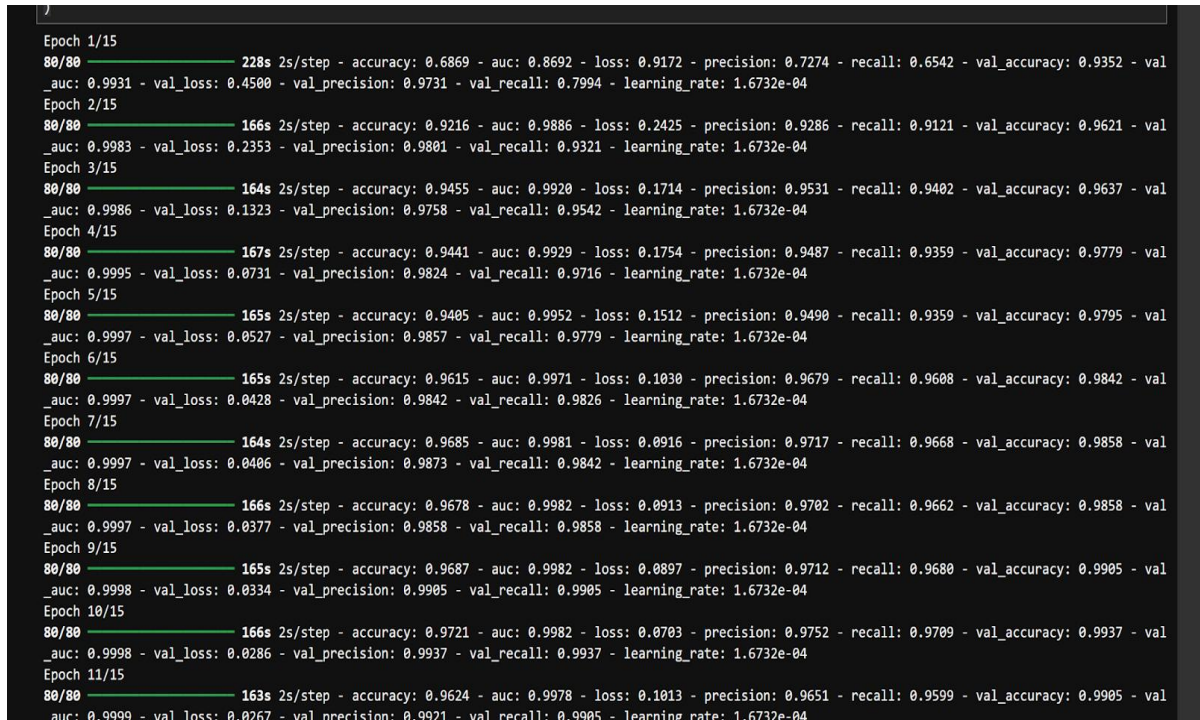 )
Epoch 1/15
80/80 ━━━━━━━━━━━━━━━━━━━━ 228s 2s/step - accuracy: 0.6869 - auc: 0.8692 - loss: 0.9172 - precision: 0.7274 - recall: 0.6542 - val_accuracy: 0.9352 - val
_auc: 0.9931 - val_loss: 0.4500 - val_precision: 0.9731 - val_recall: 0.7994 - learning_rate: 1.6732e-04
Epoch 2/15
80/80 ━━━━━━━━━━━━━━━━━━━━ 166s 2s/step - accuracy: 0.9216 - auc: 0.9886 - loss: 0.2425 - precision: 0.9286 - recall: 0.9121 - val_accuracy: 0.9621 - val
_auc: 0.9983 - val_loss: 0.2353 - val_precision: 0.9801 - val_recall: 0.9321 - learning_rate: 1.6732e-04
Epoch 3/15
80/80 ━━━━━━━━━━━━━━━━━━━━ 164s 2s/step - accuracy: 0.9455 - auc: 0.9920 - loss: 0.1714 - precision: 0.9531 - recall: 0.9402 - val_accuracy: 0.9637 - val
_auc: 0.9986 - val_loss: 0.1323 - val_precision: 0.9758 - val_recall: 0.9542 - learning_rate: 1.6732e-04
Epoch 4/15
80/80 ━━━━━━━━━━━━━━━━━━━━ 167s 2s/step - accuracy: 0.9441 - auc: 0.9929 - loss: 0.1754 - precision: 0.9487 - recall: 0.9359 - val_accuracy: 0.9779 - val
_auc: 0.9995 - val_loss: 0.0731 - val_precision: 0.9824 - val_recall: 0.9716 - learning_rate: 1.6732e-04
Epoch 5/15
80/80 ━━━━━━━━━━━━━━━━━━━━ 165s 2s/step - accuracy: 0.9405 - auc: 0.9952 - loss: 0.1512 - precision: 0.9490 - recall: 0.9359 - val_accuracy: 0.9795 - val
_auc: 0.9997 - val_loss: 0.0527 - val_precision: 0.9857 - val_recall: 0.9779 - learning_rate: 1.6732e-04
Epoch 6/15
80/80 ━━━━━━━━━━━━━━━━━━━━ 165s 2s/step - accuracy: 0.9615 - auc: 0.9971 - loss: 0.1030 - precision: 0.9679 - recall: 0.9608 - val_accuracy: 0.9842 - val
_auc: 0.9997 - val_loss: 0.0428 - val_precision: 0.9842 - val_recall: 0.9826 - learning_rate: 1.6732e-04
Epoch 7/15
80/80 ━━━━━━━━━━━━━━━━━━━━ 164s 2s/step - accuracy: 0.9685 - auc: 0.9981 - loss: 0.0916 - precision: 0.9717 - recall: 0.9668 - val_accuracy: 0.9858 - val
_auc: 0.9997 - val_loss: 0.0406 - val_precision: 0.9873 - val_recall: 0.9842 - learning_rate: 1.6732e-04
Epoch 8/15
80/80 ━━━━━━━━━━━━━━━━━━━━ 166s 2s/step - accuracy: 0.9678 - auc: 0.9982 - loss: 0.0913 - precision: 0.9702 - recall: 0.9662 - val_accuracy: 0.9858 - val
_auc: 0.9997 - val_loss: 0.0377 - val_precision: 0.9858 - val_recall: 0.9858 - learning_rate: 1.6732e-04
Epoch 9/15
80/80 ━━━━━━━━━━━━━━━━━━━━ 165s 2s/step - accuracy: 0.9687 - auc: 0.9982 - loss: 0.0897 - precision: 0.9712 - recall: 0.9680 - val_accuracy: 0.9905 - val
_auc: 0.9998 - val_loss: 0.0334 - val_precision: 0.9905 - val_recall: 0.9905 - learning_rate: 1.6732e-04
Epoch 10/15
80/80 ━━━━━━━━━━━━━━━━━━━━ 166s 2s/step - accuracy: 0.9721 - auc: 0.9982 - loss: 0.0703 - precision: 0.9752 - recall: 0.9709 - val_accuracy: 0.9937 - val
_auc: 0.9998 - val_loss: 0.0286 - val_precision: 0.9937 - val_recall: 0.9937 - learning_rate: 1.6732e-04
Epoch 11/15
80/80 ━━━━━━━━━━━━━━━━━━━━ 163s 2s/step - accuracy: 0.9624 - auc: 0.9978 - loss: 0.1013 - precision: 0.9651 - recall: 0.9599 - val_accuracy: 0.9905 - val
_auc: 0.9999 - val_loss: 0.0267 - val_precision: 0.9921 - val_recall: 0.9905 - learning_rate: 1.6732e-04